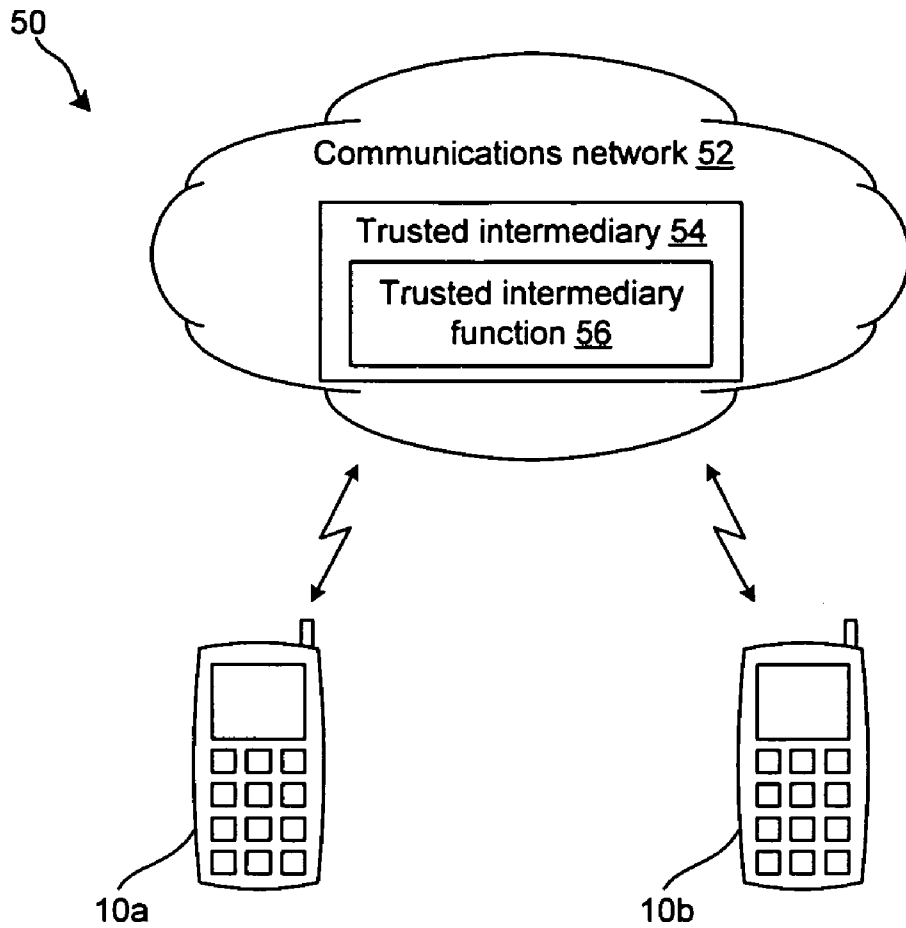 50
Communications network 52
Trusted intermediary 54
Trusted intermediary
function 56
10a
10b